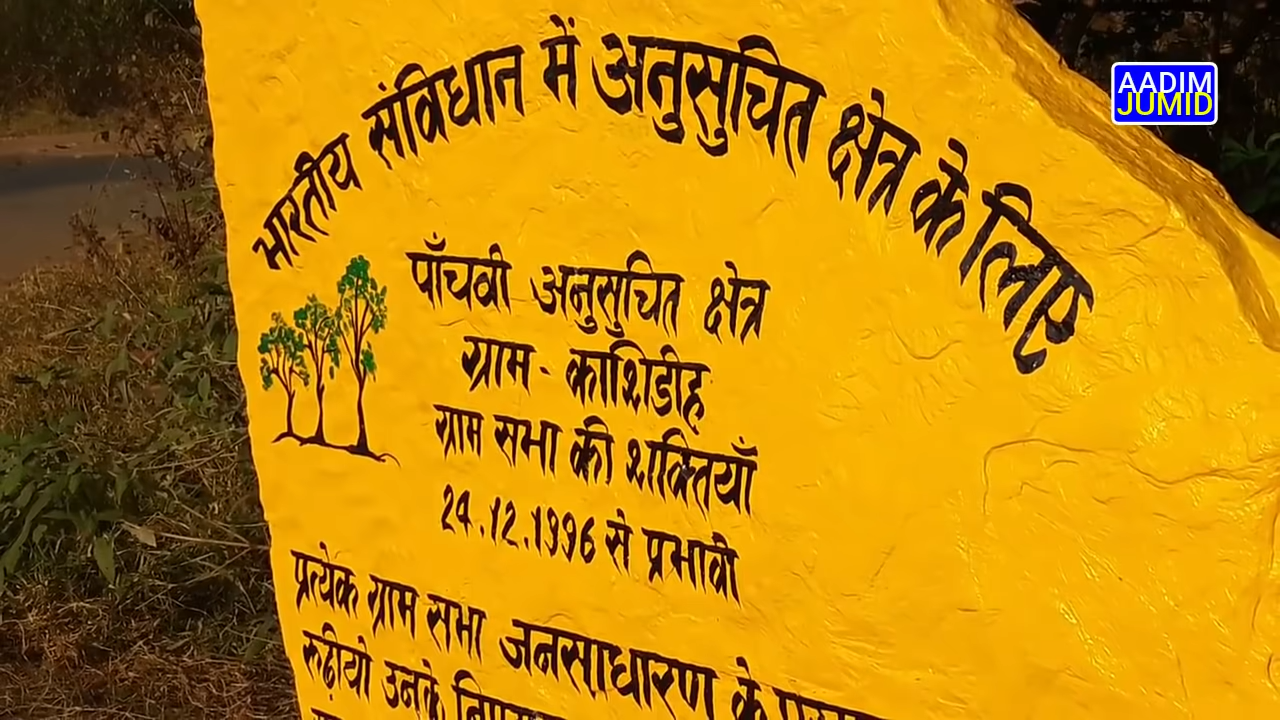 भारतीय संविधान में अनुसुचित क्षेत्र के लिए
पाँचवी अनुसुचित क्षेत्र
ग्राम - काशिडीह
ग्राम सभा की शक्तियाँ
24.12.1996 से प्रभावी
प्रत्येक ग्राम सभा जनसाधारण के
रुढ़ीयो उनके
AADIM
JUMID